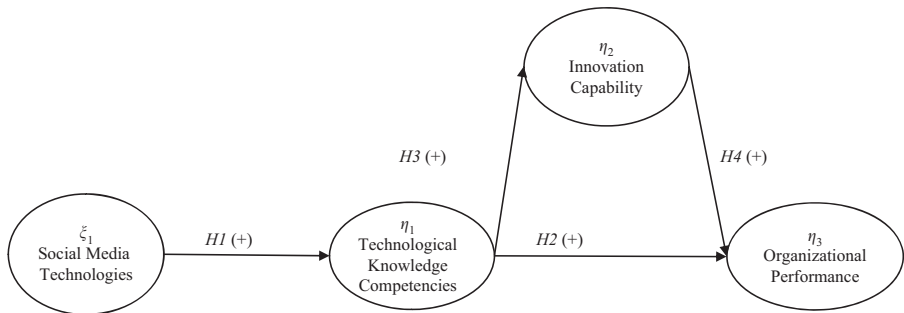 η2
Innovation
Capability
H3 (+)
H4 (+)
ξ1
Social Media
Technologies
H1 (+)
η1
Technological
Knowledge
Competencies
H2 (+)
η3
Organizational
Performance